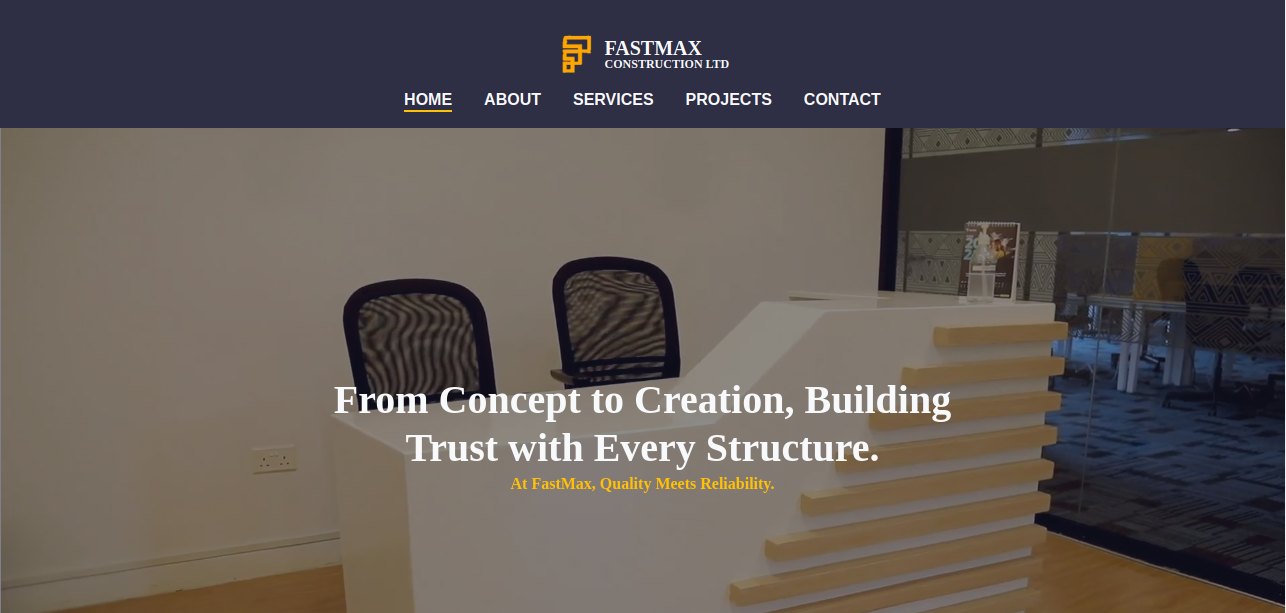 FASTMAX
CONSTRUCTION LTD
HOME ABOUT SERVICES PROJECTS CONTACT
From Concept to Creation, Building
Trust with Every Structure.
At FastMax, Quality Meets Reliability.